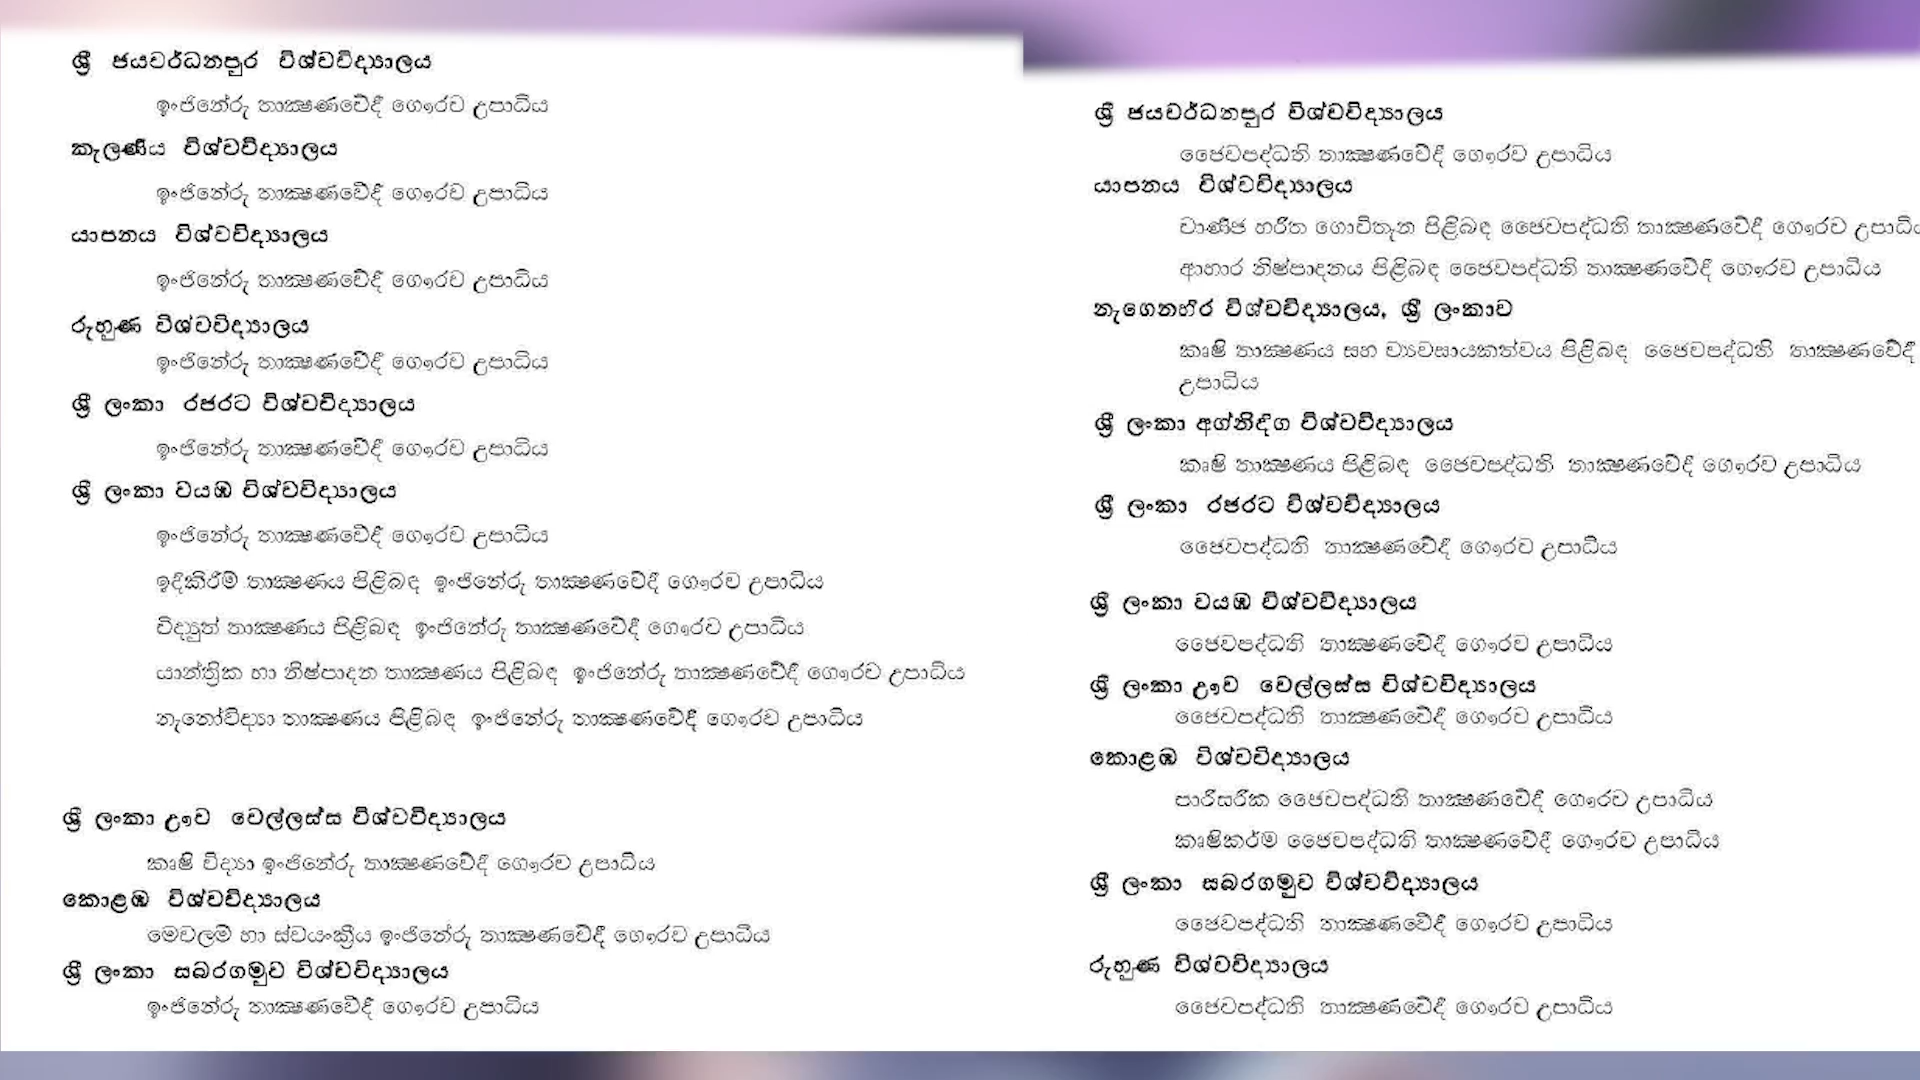 ශ්‍රී ජයවර්ධනපුර විශ්වවිද්‍යාලය
ඉංජිනේරු තාක්ෂණවේදී ගෞරව උපාධිය
කැලණිය විශ්වවිද්‍යාලය
ඉංජිනේරු තාක්ෂණවේදී ගෞරව උපාධිය
යාපනය විශ්වවිද්‍යාලය
ඉංජිනේරු තාක්ෂණවේදී ගෞරව උපාධිය
රුහුණ විශ්වවිද්‍යාලය
ඉංජිනේරු තාක්ෂණවේදී ගෞරව උපාධිය
ශ්‍රී ලංකා රජරට විශ්වවිද්‍යාලය
ඉංජිනේරු තාක්ෂණවේදී ගෞරව උපාධිය
ශ්‍රී ලංකා වයඹ විශ්වවිද්‍යාලය
ඉංජිනේරු තාක්ෂණවේදී ගෞරව උපාධිය
ඉදිකිරීම් තාක්ෂණය පිළිබඳ ඉංජිනේරු තාක්ෂණවේදී ගෞරව උපාධිය
විද්‍යුත් තාක්ෂණය පිළිබඳ ඉංජිනේරු තාක්ෂණවේදී ගෞරව උපාධිය
යාන්ත්‍රික හා නිෂ්පාදන තාක්ෂණය පිළිබඳ ඉංජිනේරු තාක්ෂණවේදී ගෞරව උපාධිය
නැනෝවිද්‍යා තාක්ෂණය පිළිබඳ ඉංජිනේරු තාක්ෂණවේදී ගෞරව උපාධිය
ශ්‍රී ලංකා ඌව වෙල්ලස්ස විශ්වවිද්‍යාලය
කෘෂි විද්‍යා ඉංජිනේරු තාක්ෂණවේදී ගෞරව උපාධිය
කොළඹ විශ්වවිද්‍යාලය
මෙවලම් හා ස්වයංක්‍රීය ඉංජිනේරු තාක්ෂණවේදී ගෞරව උපාධිය
ශ්‍රී ලංකා සබරගමුව විශ්වවිද්‍යාලය
ඉංජිනේරු තාක්ෂණවේදී ගෞරව උපාධිය
ශ්‍රී ජයවර්ධනපුර විශ්වවිද්‍යාලය
ජෛවපද්ධති තාක්ෂණවේදී ගෞරව උපාධිය
යාපනය විශ්වවිද්‍යාලය
වාණිජ හරිත ගොවිතැන පිළිබඳ ජෛවපද්ධති තාක්ෂණවේදී ගෞරව
ආහාර නිෂ්පාදනය පිළිබඳ ජෛවපද්ධති තාක්ෂණවේදී ගෞරව උපාධිය
නැගෙනහිර විශ්වවිද්‍යාලය, ශ්‍රී ලංකාව
කෘෂි තාක්ෂණය සහ ව්‍යවසායකත්වය පිළිබඳ ජෛවපද්ධති තාක්ෂණවේදී
උපාධිය
ශ්‍රී ලංකා අග්නිදිග විශ්වවිද්‍යාලය
කෘෂි තාක්ෂණය පිළිබඳ ජෛවපද්ධති තාක්ෂණවේදී ගෞරව උපාධිය
ශ්‍රී ලංකා රජරට විශ්වවිද්‍යාලය
ජෛවපද්ධති තාක්ෂණවේදී ගෞරව උපාධිය
ශ්‍රී ලංකා වයඹ විශ්වවිද්‍යාලය
ජෛවපද්ධති තාක්ෂණවේදී ගෞරව උපාධිය
ශ්‍රී ලංකා ඌව වෙල්ලස්ස විශ්වවිද්‍යාලය
ජෛවපද්ධති තාක්ෂණවේදී ගෞරව උපාධිය
කොළඹ විශ්වවිද්‍යාලය
පාරිසරික ජෛවපද්ධති තාක්ෂණවේදී ගෞරව උපාධිය
කෘෂිකර්ම ජෛවපද්ධති තාක්ෂණවේදී ගෞරව උපාධිය
ශ්‍රී ලංකා සබරගමුව විශ්වවිද්‍යාලය
ජෛවපද්ධති තාක්ෂණවේදී ගෞරව උපාධිය
රුහුණ විශ්වවිද්‍යාලය
ජෛවපද්ධති තාක්ෂණවේදී ගෞරව උපාධිය